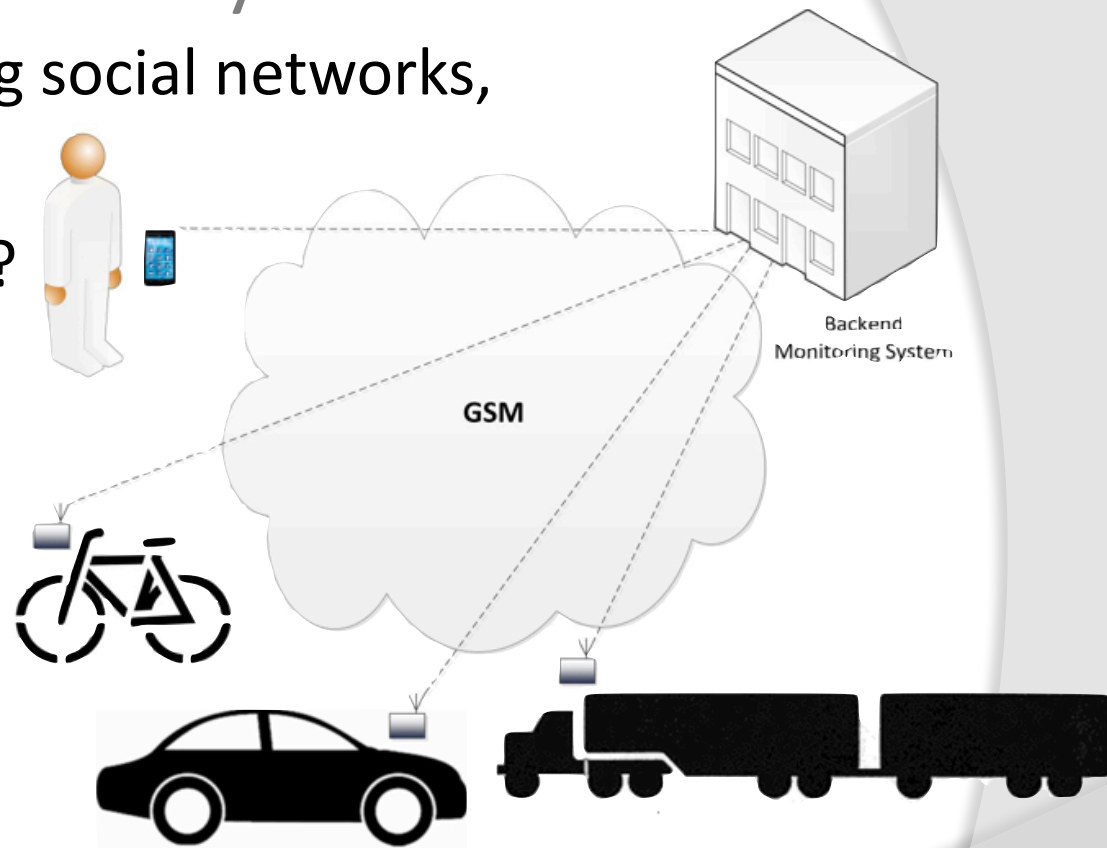 g social networks,
?
Backend
Monitoring System
GSM